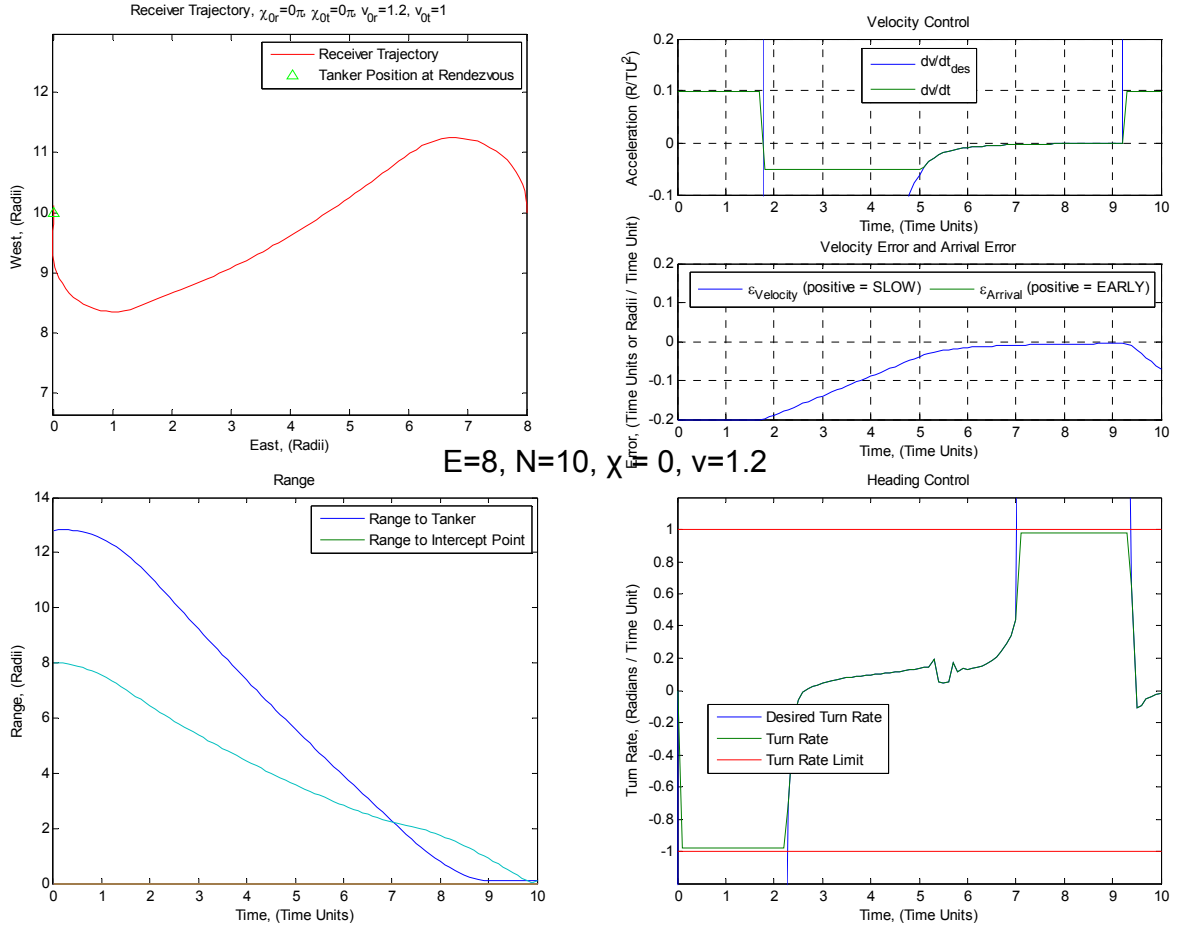 Receiver Trajectory, χ0r=0π, χ0t=0π, v0r=1.2, v0t=1
Receiver Trajectory
Tanker Position at Rendezvous
12
11
10
9
8
7
West, (Radii)
0 1 2 3 4 5 6 7 8
East, (Radii)
Velocity Control
dv/dt_des
dv/dt
0.2
0.1
0
-0.1
Acceleration (R/TU²)
0 1 2 3 4 5 6 7 8 9 10
Time, (Time Units)
Velocity Error and Arrival Error
ε_Velocity (positive = SLOW) ε_Arrival (positive = EARLY)
0.2
0.1
0
-0.1
-0.2
Error, (Time Units or Radii / Time Unit)
0 1 2 3 4 5 6 7 8 9 10
Time, (Time Units)
E=8, N=10, χ = 0, v=1.2
Range
Range to Tanker
Range to Intercept Point
14
12
10
8
6
4
2
0
Range, (Radii)
0 1 2 3 4 5 6 7 8 9 10
Time, (Time Units)
Heading Control
1
0.8
0.6
0.4
0.2
0
-0.2
-0.4
-0.6
-0.8
-1
Turn Rate, (Radians / Time Unit)
Desired Turn Rate
Turn Rate
Turn Rate Limit
0 1 2 3 4 5 6 7 8 9 10
Time, (Time Units)